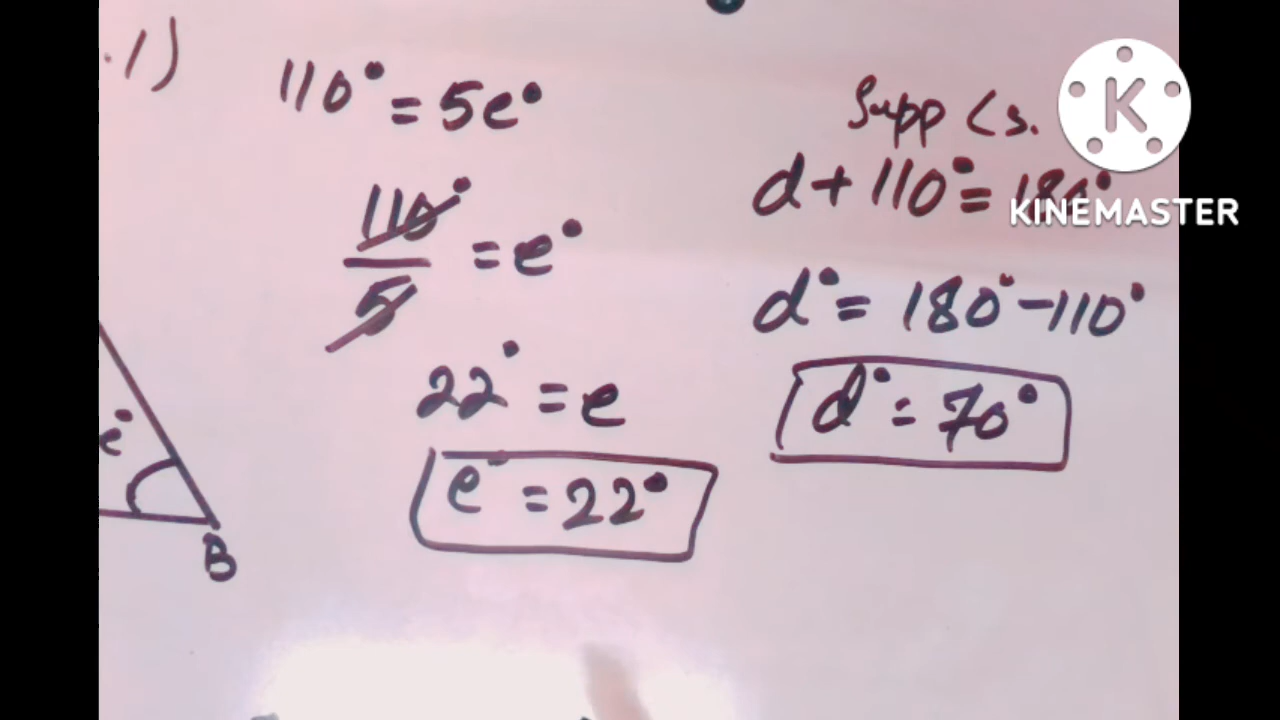 .1)
110° = 5e°
110°
5
= e°
22° = e
e° = 22°
e°
B
Supp <s.
d + 110° = 180°
d° = 180° - 110°
d° = 70°
K
KINEMASTER